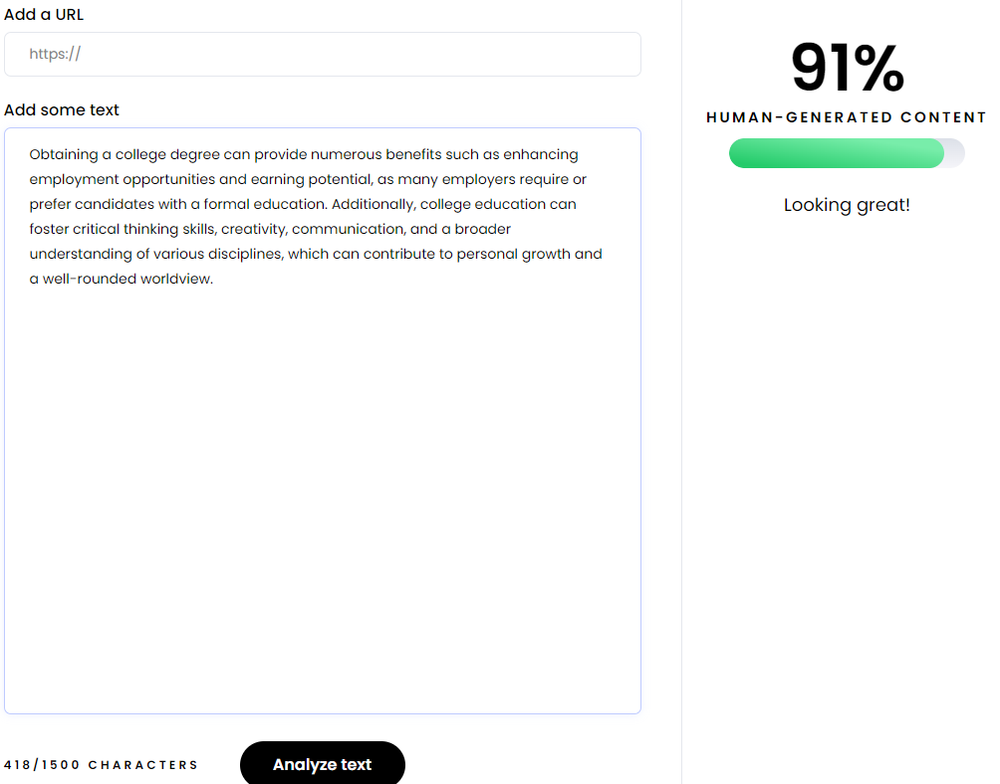 Add a URL
https://
Add some text
Obtaining a college degree can provide numerous benefits such as enhancing
employment opportunities and earning potential, as many employers require or
prefer candidates with a formal education. Additionally, college education can
foster critical thinking skills, creativity, communication, and a broader
understanding of various disciplines, which can contribute to personal growth and
a well-rounded worldview.
418/1500 CHARACTERS
Analyze text
91%
HUMAN-GENERATED CONTENT
Looking great!